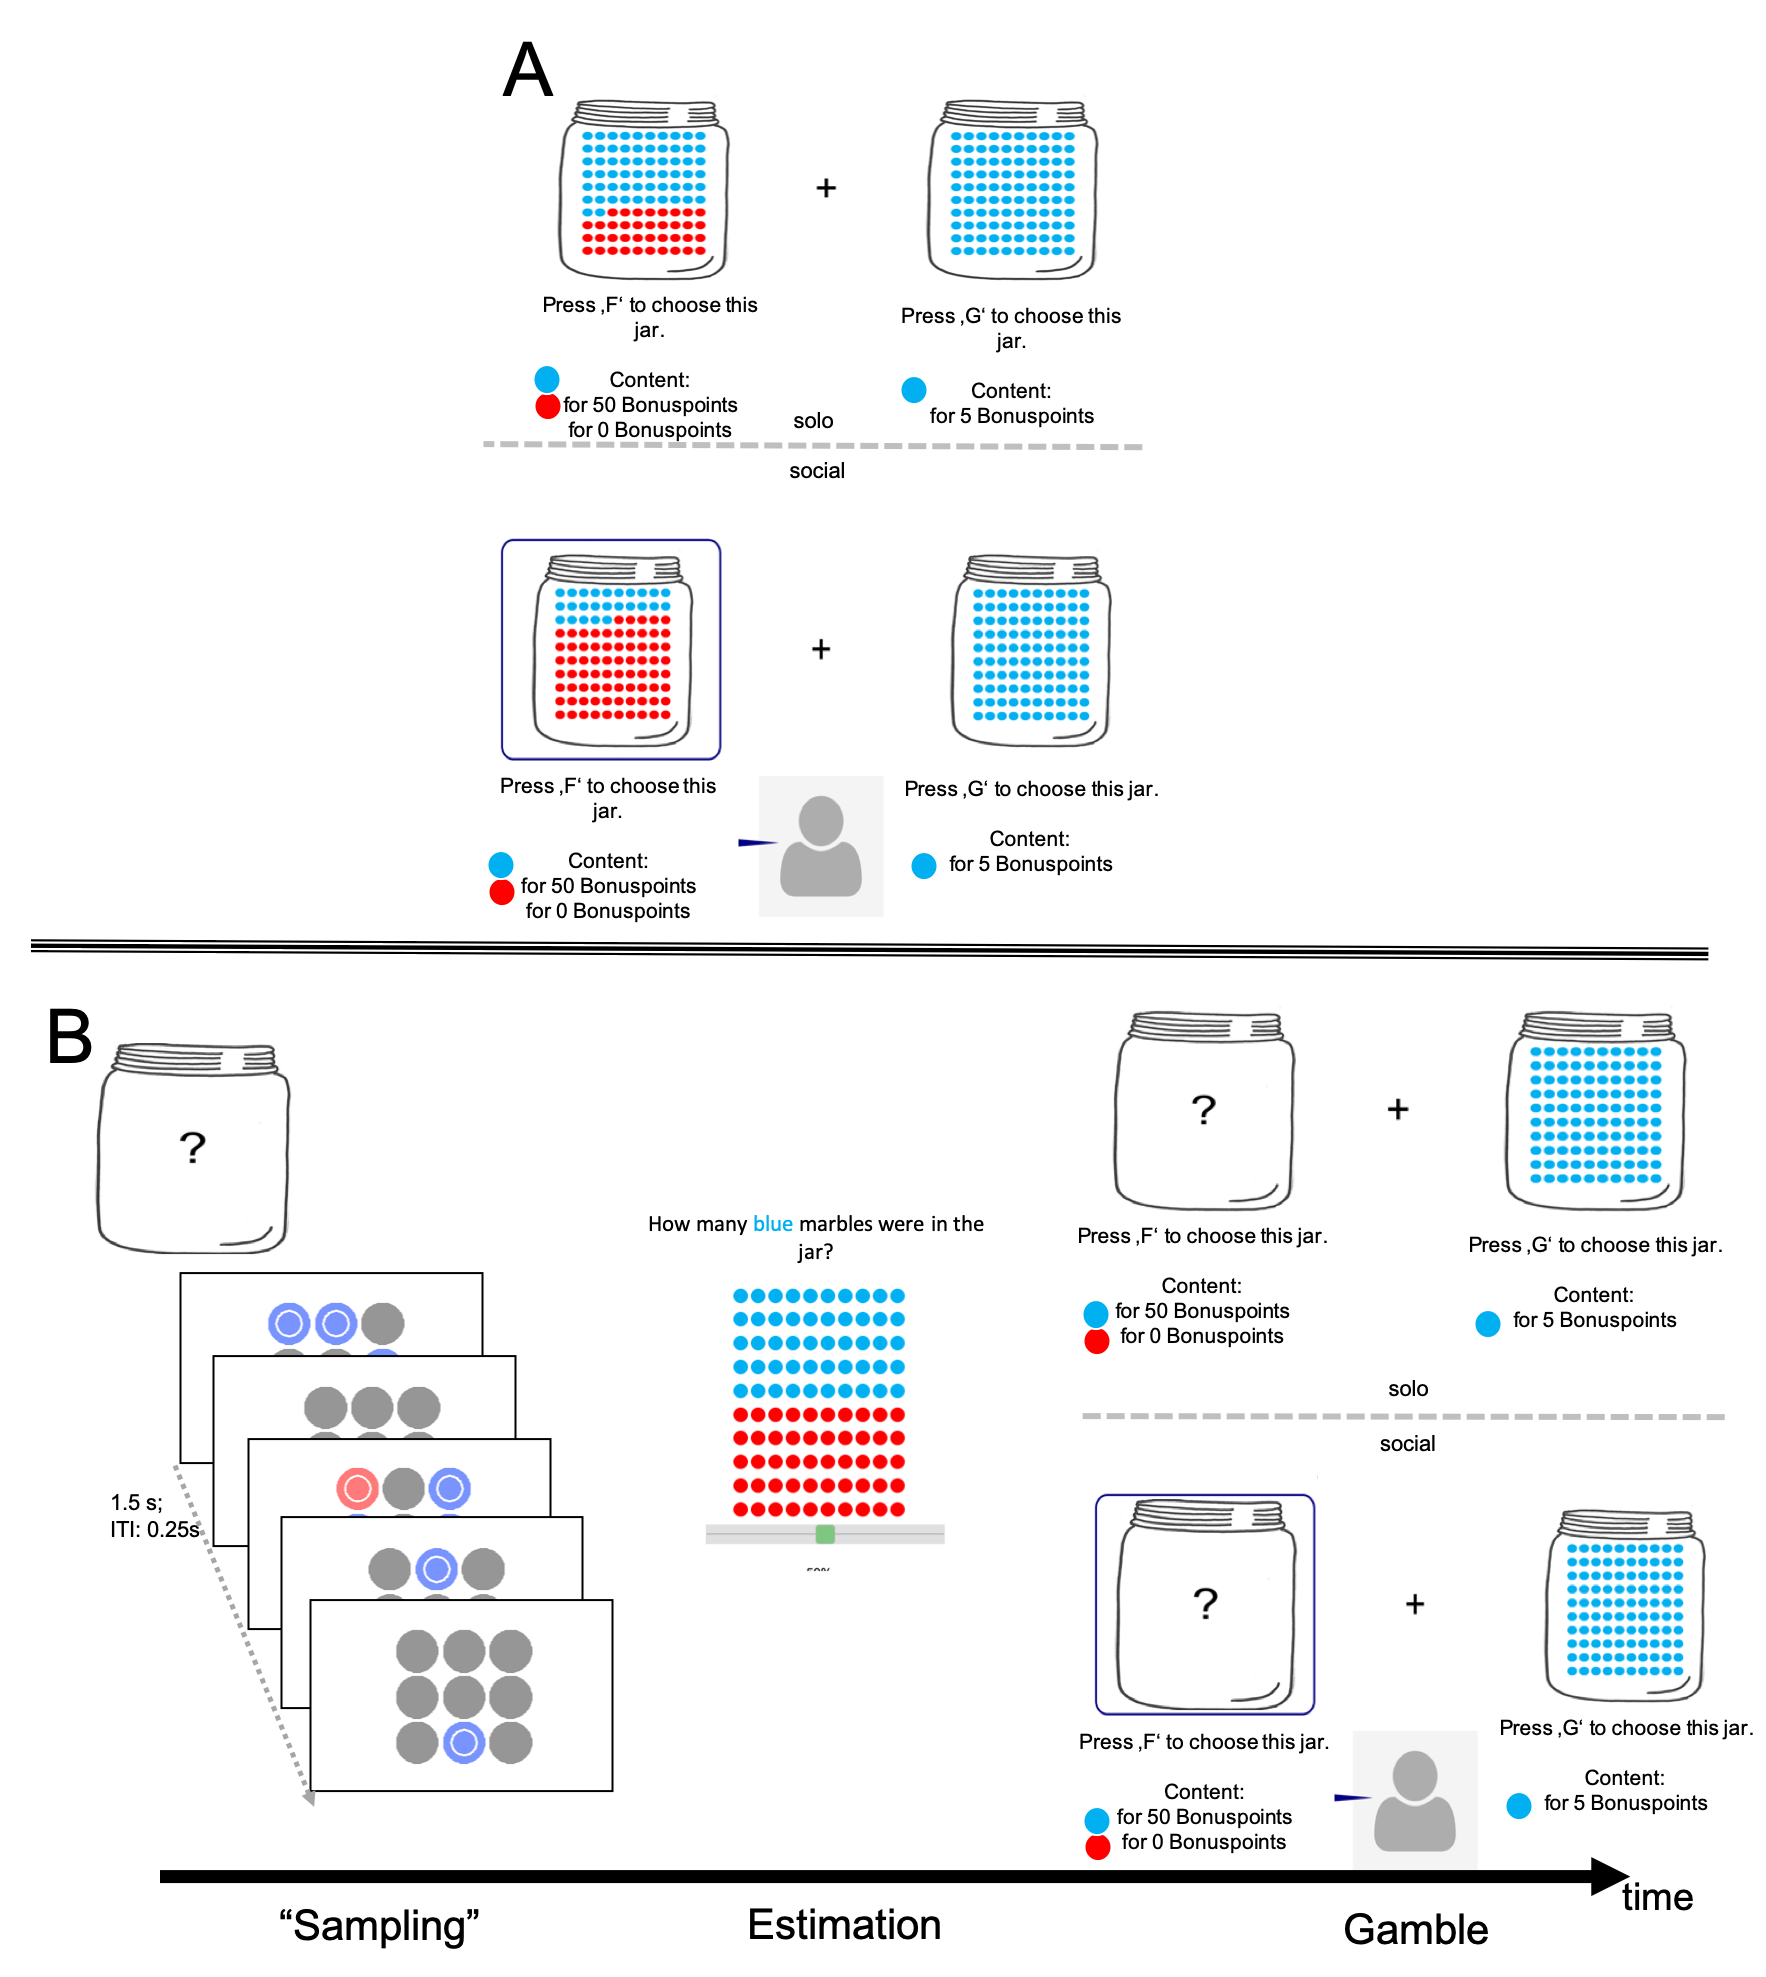 A
+
Press ‚F‘ to choose this
jar.
Content:
for 50 Bonuspoints
for 0 Bonuspoints
Press ‚G‘ to choose this
jar.
Content:
for 5 Bonuspoints
solo
social
+
Press ‚F‘ to choose this
jar.
Content:
for 50 Bonuspoints
for 0 Bonuspoints
Press ‚G‘ to choose this jar.
Content:
for 5 Bonuspoints
B
?
1.5 s;
ITI: 0.25s
How many blue marbles were in the
jar?
?
+
Press ‚F‘ to choose this jar.
Content:
for 50 Bonuspoints
for 0 Bonuspoints
Press ‚G‘ to choose this jar.
Content:
for 5 Bonuspoints
solo
social
?
+
Press ‚F‘ to choose this jar.
Content:
for 50 Bonuspoints
for 0 Bonuspoints
Press ‚G‘ to choose this jar.
Content:
for 5 Bonuspoints
time
“Sampling”
Estimation
Gamble